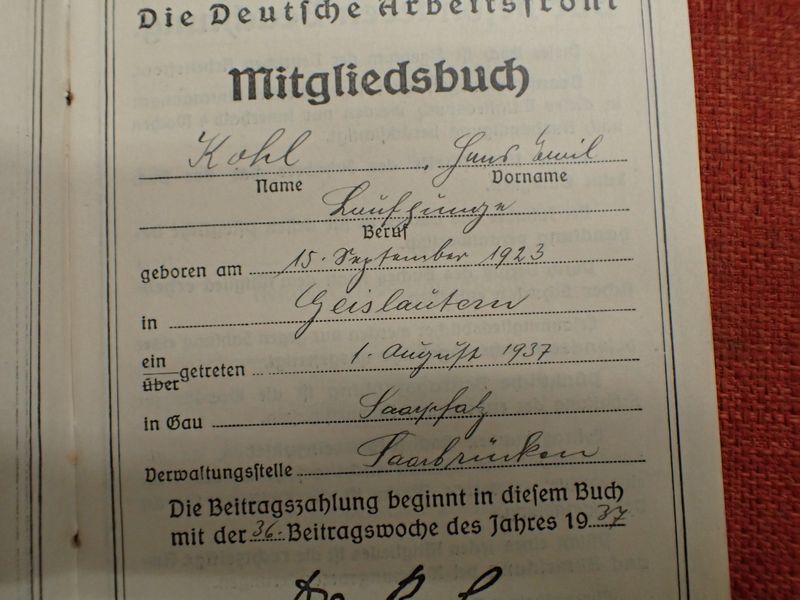 Die Deutsche Arbeitsfront
Mitgliedsbuch
Kohl, Hans Emil
Name Vorname
Laufjunge
Beruf
geboren am 15. September 1923
in Geislautern
ein
über getreten 1. August 1937
in Gau Saarpfalz
Verwaltungsstelle Saarbrücken
Die Beitragszahlung beginnt in diesem Buch
mit der 36. Beitragswoche des Jahres 1937